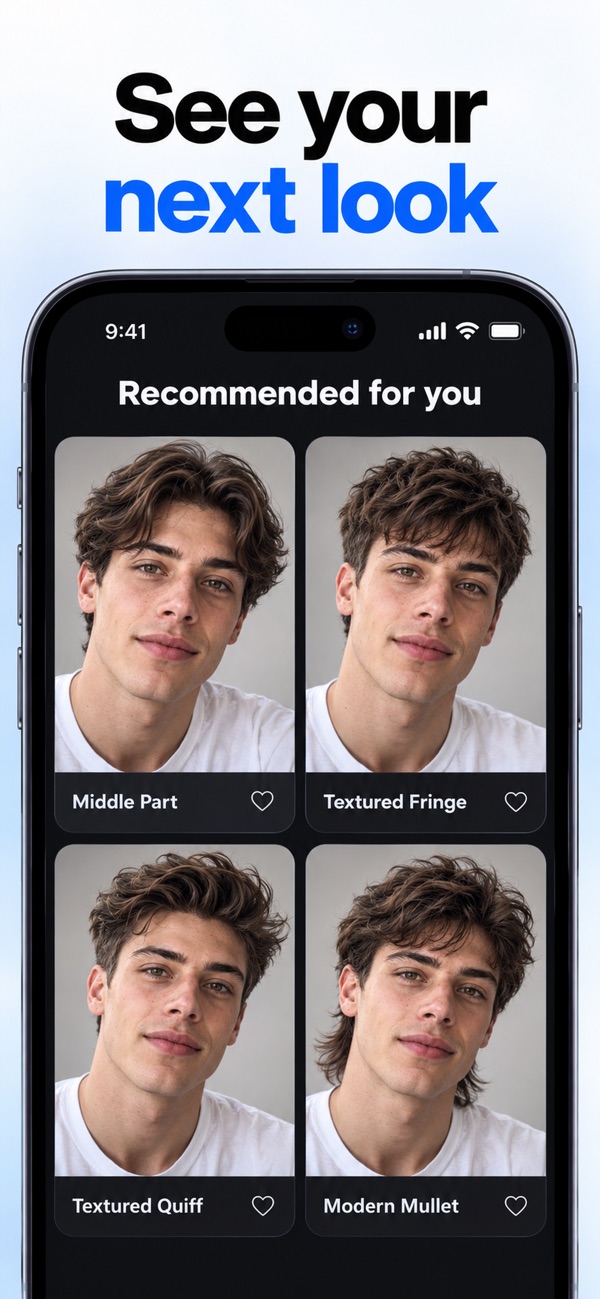 See your
next look
9:41
Recommended for you
Middle Part
Textured Fringe
Textured Quiff
Modern Mullet